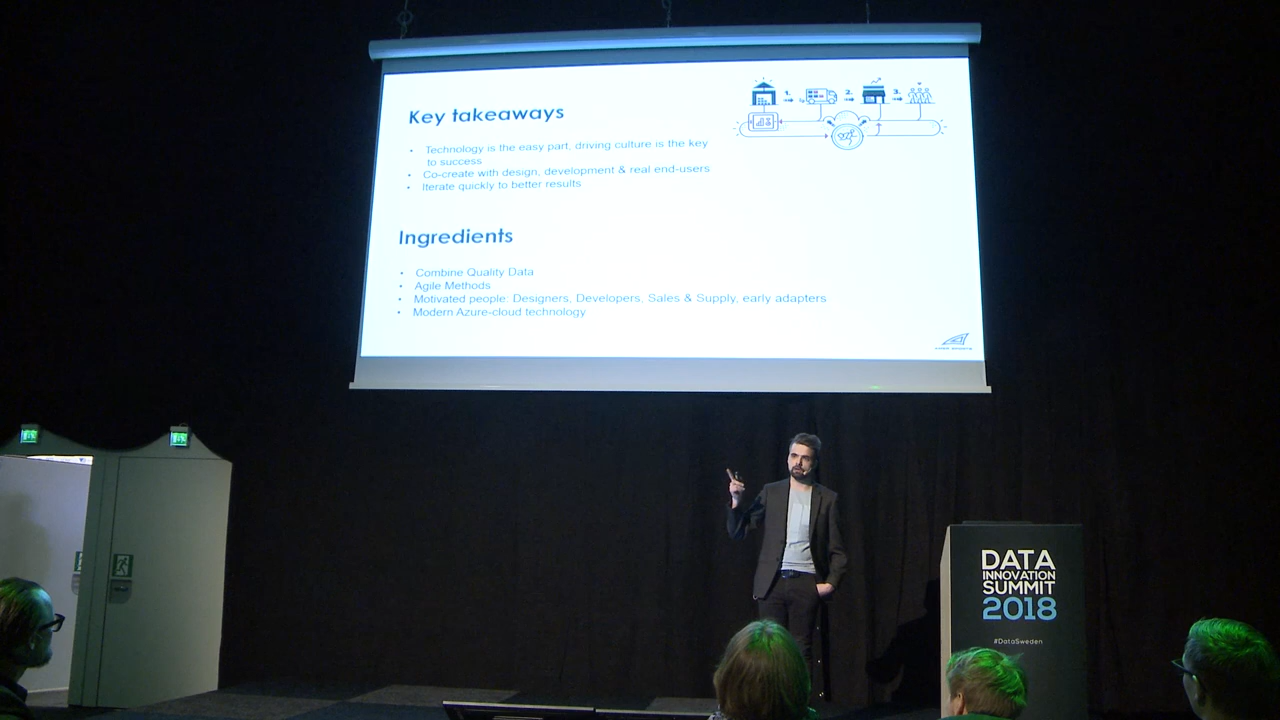 Key takeaways
1.
2.
3.
• Technology is the easy part, driving culture is the key
to success
• Co-create with design, development & real end-users
• Iterate quickly to better results
Ingredients
• Combine Quality Data
• Agile Methods
• Motivated people: Designers, Developers, Sales & Supply, early adapters
• Modern Azure-cloud technology
DATA
INNOVATION
SUMMIT
2018
#DataSweden